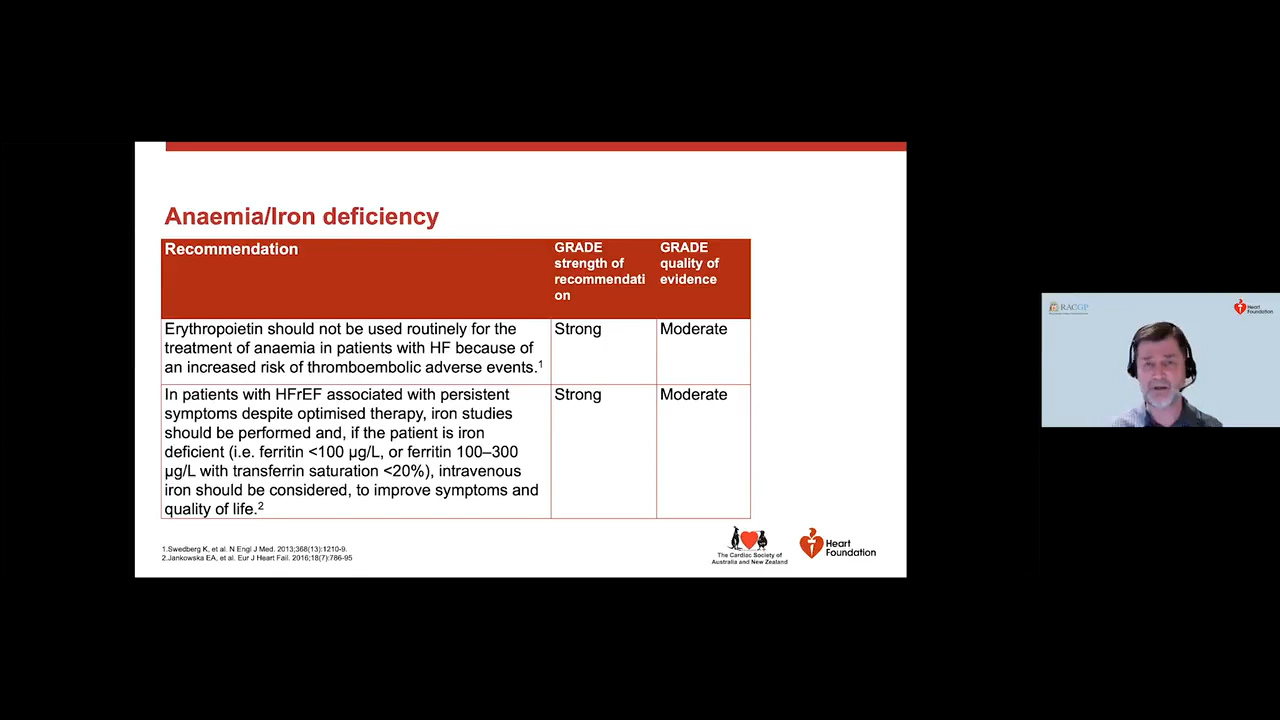 Anaemia/Iron deficiency
Recommendation
GRADE
strength of
recommendati
on
GRADE
quality of
evidence
Erythropoietin should not be used routinely for the
treatment of anaemia in patients with HF because of
an increased risk of thromboembolic adverse events.1
Strong
Moderate
In patients with HFrEF associated with persistent
symptoms despite optimised therapy, iron studies
should be performed and, if the patient is iron
deficient (i.e. ferritin <100 µg/L, or ferritin 100–300
µg/L with transferrin saturation <20%), intravenous
iron should be considered, to improve symptoms and
quality of life.2
Strong
Moderate
1.Swedberg K, et al. N Engl J Med. 2013;368(13):1210-9.
2.Jankowska EA, et al. Eur J Heart Fail. 2016;18(7):786-95
The Cardiac Society of
Australia and New Zealand
Heart
Foundation
RACGP
Heart
Foundation